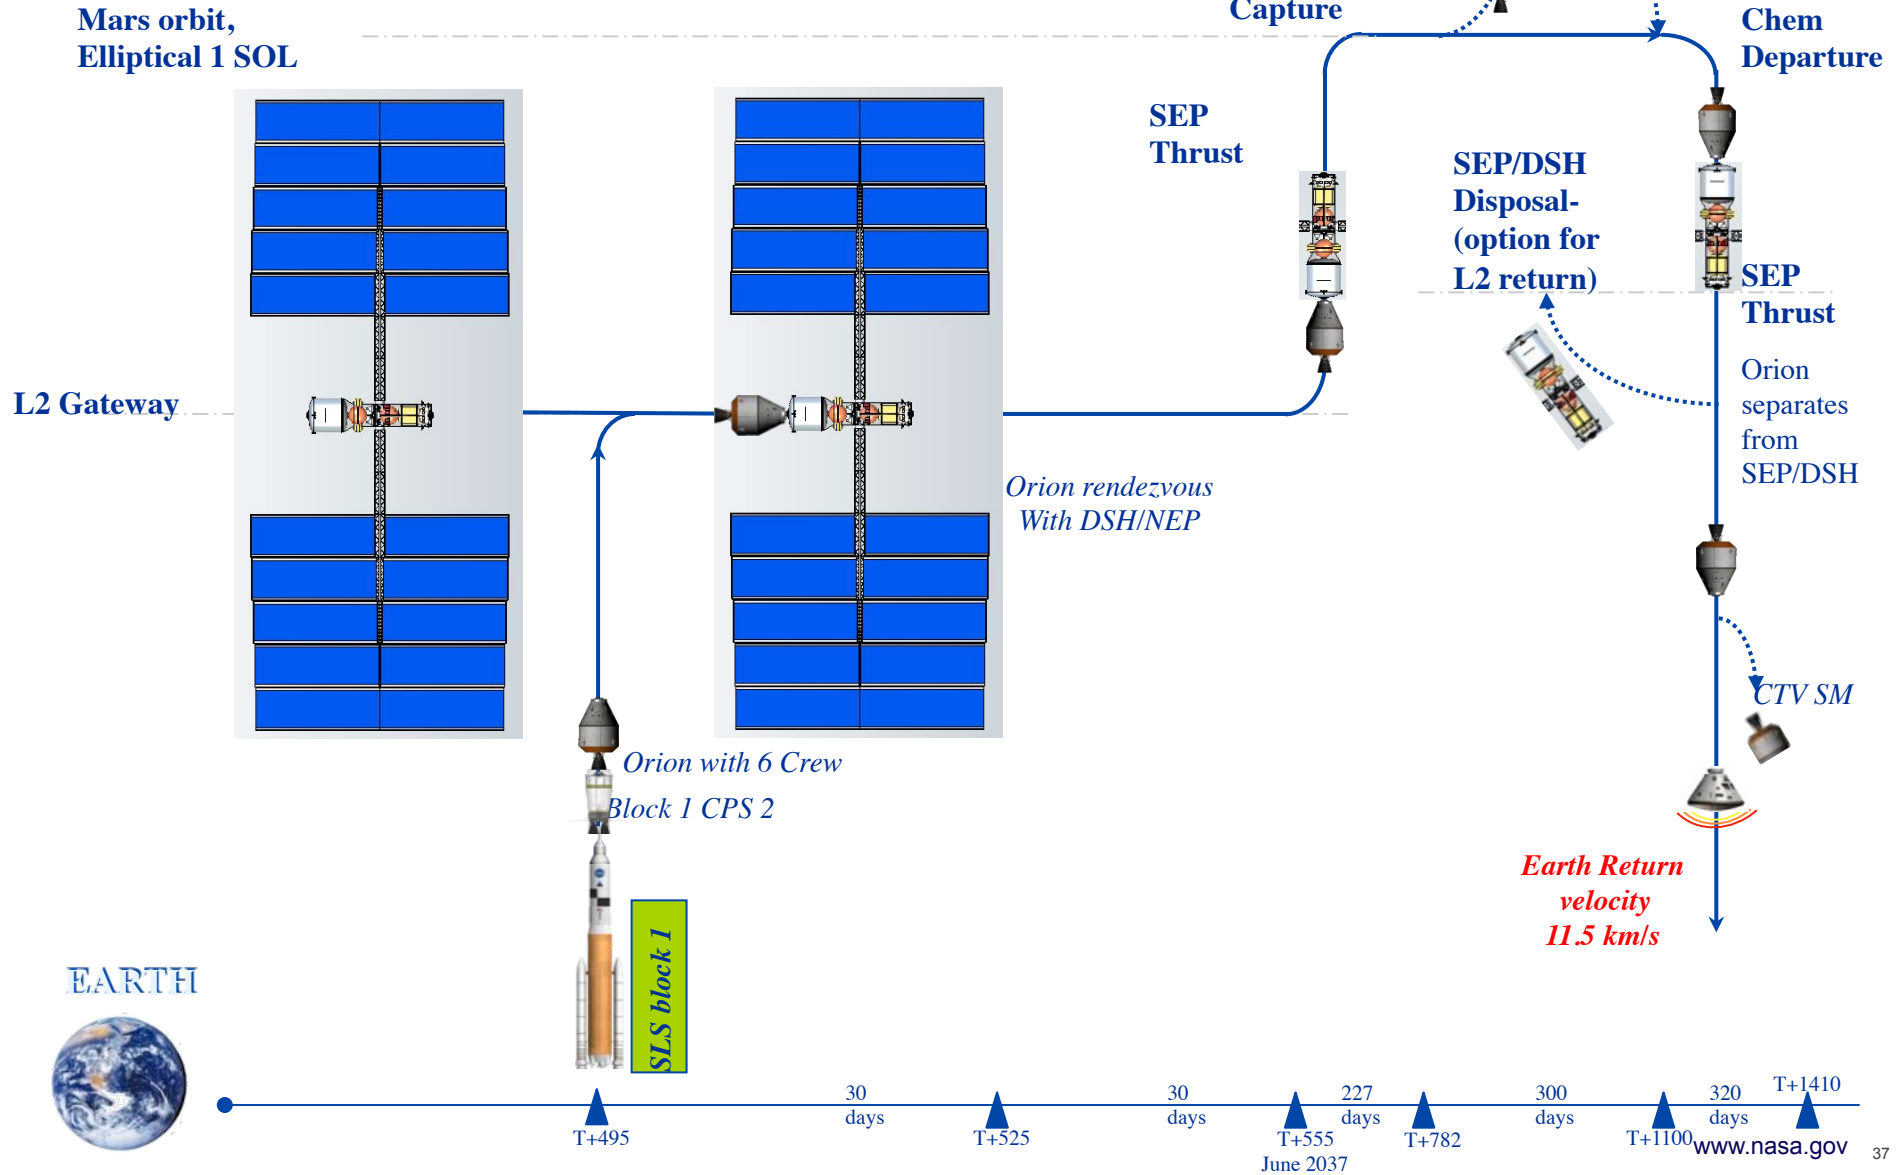 Mars orbit,
Elliptical 1 SOL
Capture
Chem
Departure
SEP
Thrust
SEP/DSH
Disposal-
(option for
L2 return)
SEP
Thrust
Orion
separates
from
SEP/DSH
L2 Gateway
Orion rendezvous
With DSH/NEP
CTV SM
Orion with 6 Crew
Block 1 CPS 2
SLS block 1
Earth Return
velocity
11.5 km/s
EARTH
30
days
30
days
227
days
300
days
320
days
T+1410
T+495
T+525
T+555
June 2037
T+782
T+1100
www.nasa.gov
37